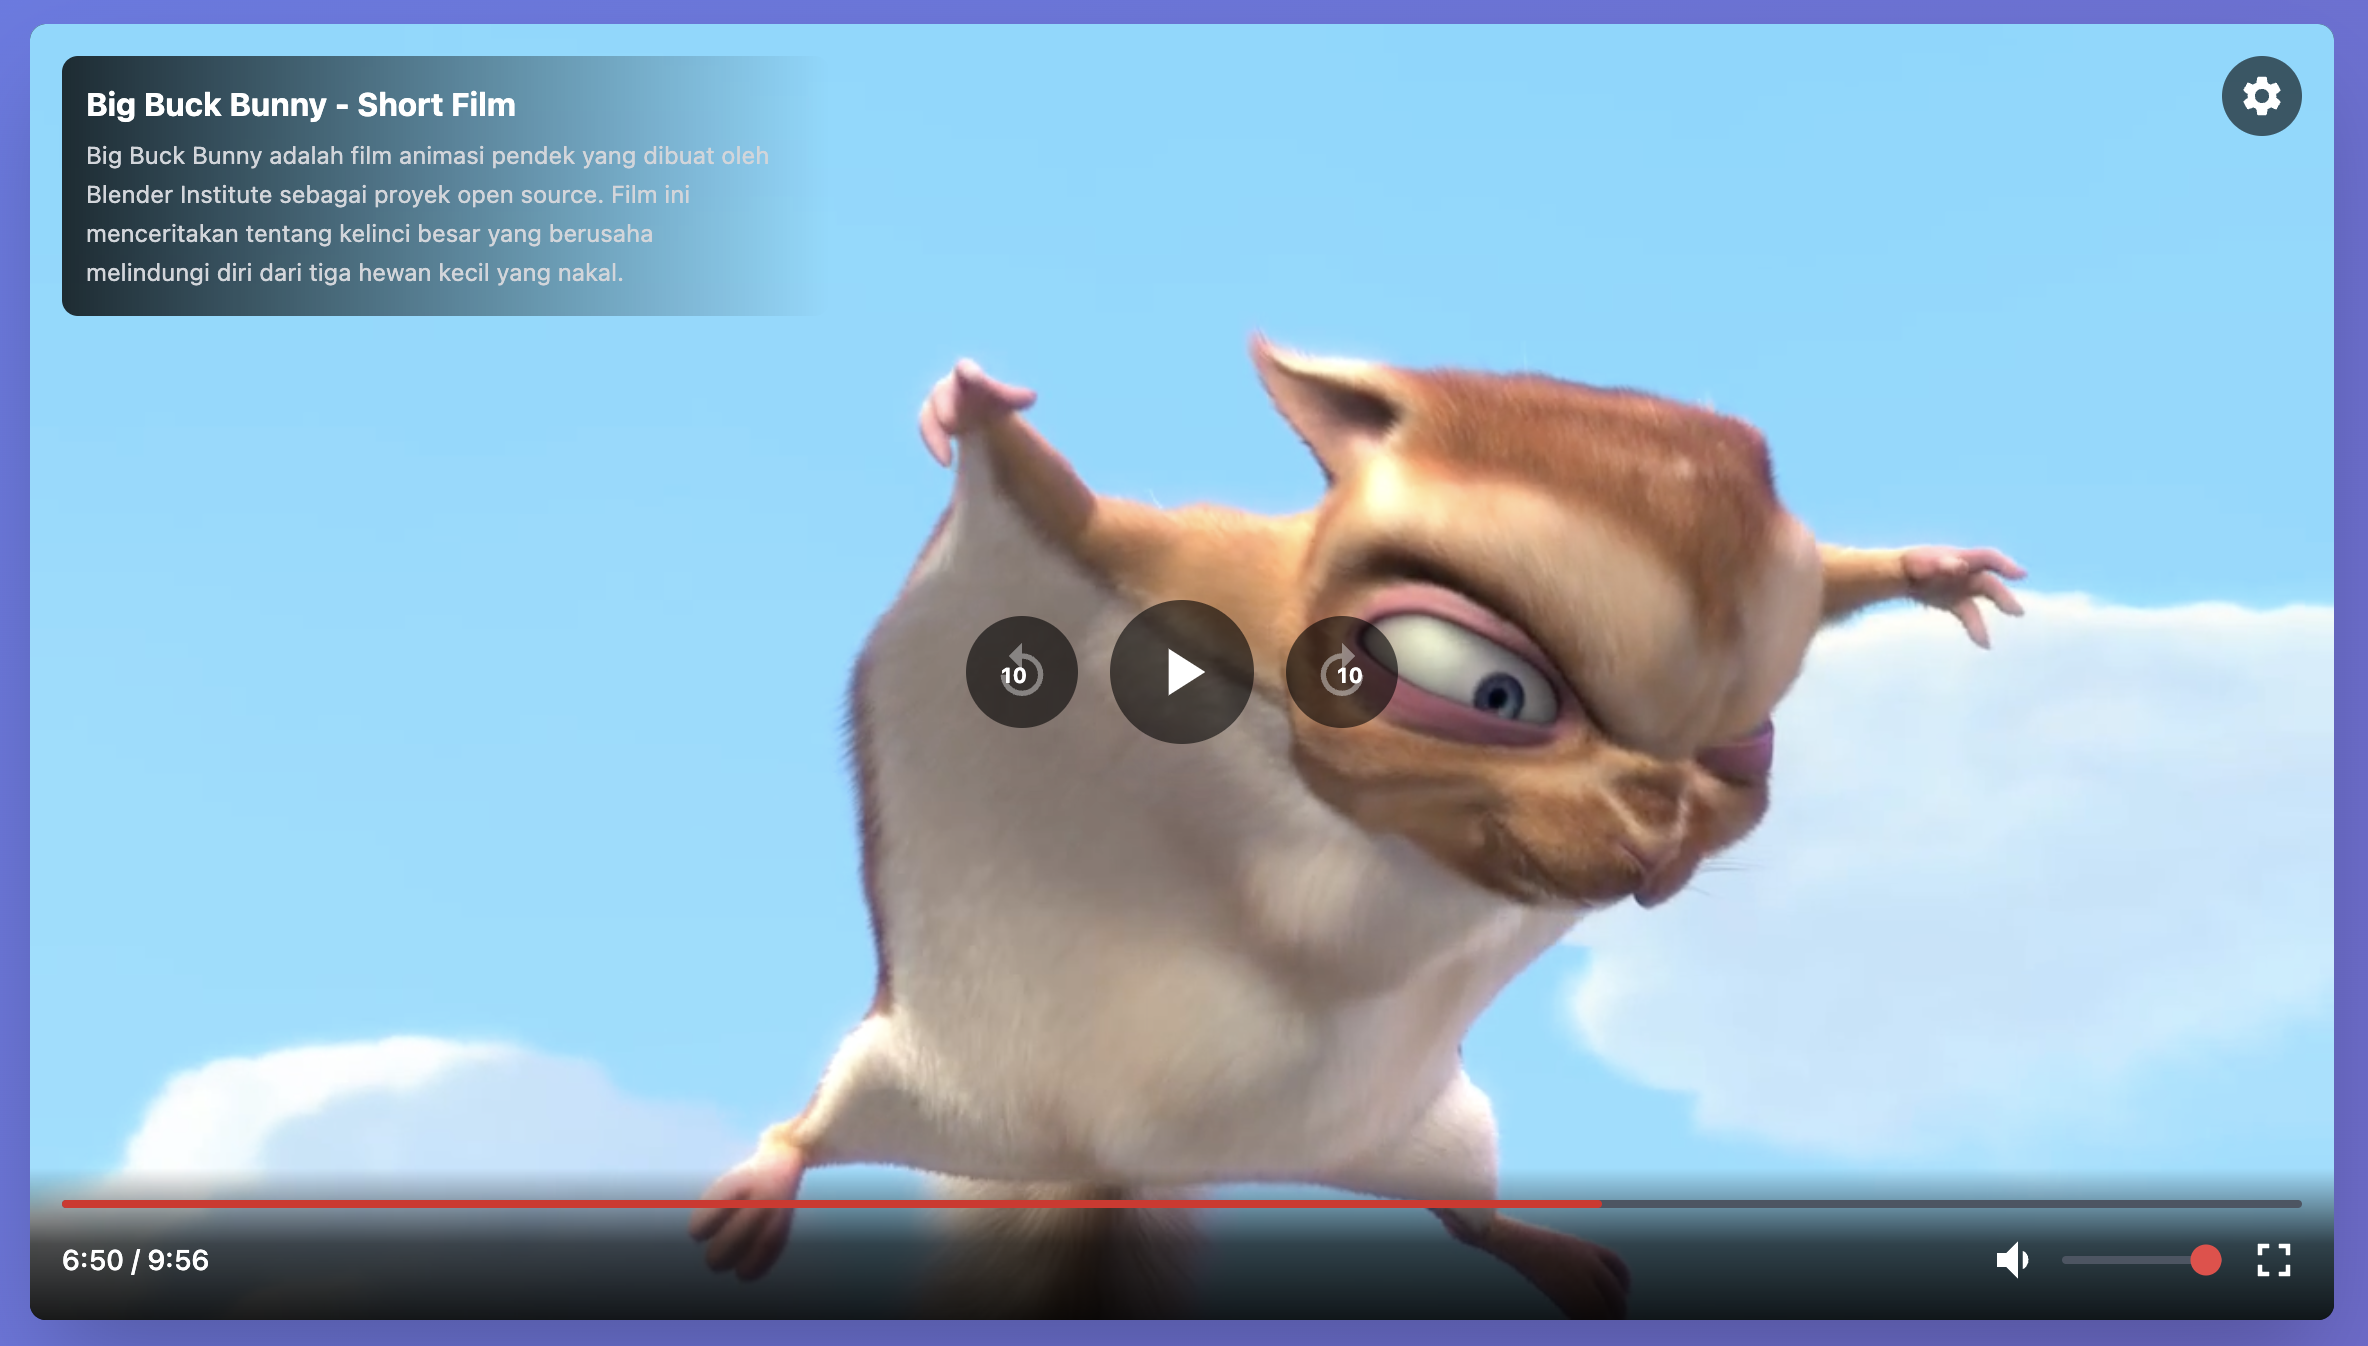 Big Buck Bunny - Short Film
Big Buck Bunny adalah film animasi pendek yang dibuat oleh
Blender Institute sebagai proyek open source. Film ini
menceritakan tentang kelinci besar yang berusaha
melindungi diri dari tiga hewan kecil yang nakal.
10
10
6:50 / 9:56